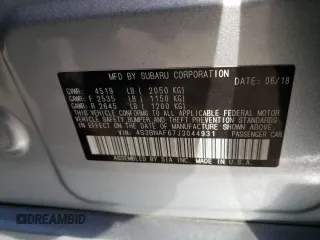 MFD BY SUBARU CORPORATION DATE: 06/18
GVWR: 4519 LB ( 2050 KG)
GAWR: F 2535 LB ( 1150 KG)
GAWR: R 2645 LB ( 1200 KG)
THIS VEHICLE CONFORMS TO ALL APPLICABLE FEDERAL MOTOR
VEHICLE SAFETY, BUMPER AND THEFT PREVENTION STANDARDS
IN EFFECT ON THE DATE OF MANUFACTURE SHOWN ABOVE.
VIN: 4S3BNAF67J3044931 PASSENGER CAR
ASSEMBLED BY SIA INC. MADE IN U.S.A.
© DREAMBID